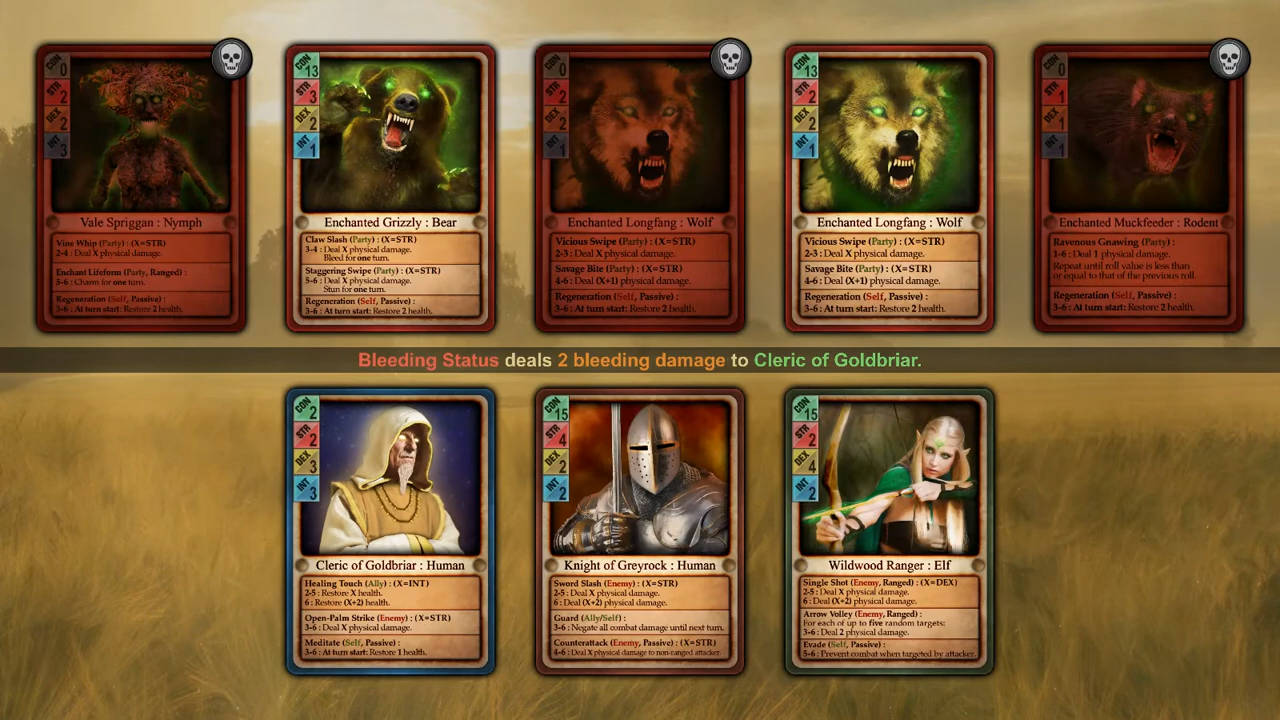 CON 0
STR 2
DEX 2
INT 3
Vale Spriggan : Nymph
Vine Whip (Party) : (X=STR)
2-4 : Deal X physical damage.
Enchant Lifeform (Party, Ranged) :
5-6 : Charm for one turn.
Regeneration (Self, Passive) :
3-6 : At turn start: Restore 2 health.
CON 13
STR 3
DEX 2
INT 1
Enchanted Grizzly : Bear
Claw Slash (Party) : (X=STR)
3-4 : Deal X physical damage.
Bleed for one turn.
Staggering Swipe (Party) : (X=STR)
5-6 : Deal X physical damage.
Stun for one turn.
Regeneration (Self, Passive) :
3-6 : At turn start: Restore 2 health.
CON 0
STR 2
DEX 2
INT 1
Enchanted Longfang : Wolf
Vicious Swipe (Party) : (X=STR)
2-3 : Deal X physical damage.
Savage Bite (Party) : (X=STR)
4-6 : Deal (X+1) physical damage.
Regeneration (Self, Passive) :
3-6 : At turn start: Restore 2 health.
CON 13
STR 2
DEX 2
INT 1
Enchanted Longfang : Wolf
Vicious Swipe (Party) : (X=STR)
2-3 : Deal X physical damage.
Savage Bite (Party) : (X=STR)
4-6 : Deal (X+1) physical damage.
Regeneration (Self, Passive) :
3-6 : At turn start: Restore 2 health.
CON 0
STR 1
DEX 1
INT 1
Enchanted Muckfeeder : Rodent
Ravenous Gnawing (Party) :
1-6 : Deal 1 physical damage.
Repeat until roll value is less than
or equal to that of the previous roll.
Regeneration (Self, Passive) :
3-6 : At turn start: Restore 2 health.
Bleeding Status deals 2 bleeding damage to Cleric of Goldbriar.
CON 2
STR 2
DEX 3
INT 3
Cleric of Goldbriar : Human
Healing Touch (Ally) : (X=INT)
2-5 : Restore X health.
6 : Restore (X+2) health.
Open-Palm Strike (Enemy) : (X=STR)
3-6 : Deal X physical damage.
Meditate (Self, Passive) :
3-6 : At turn start: Restore 1 health.
CON 15
STR 4
DEX 2
INT 2
Knight of Greyrock : Human
Sword Slash (Enemy) : (X=STR)
2-5 : Deal X physical damage.
6 : Deal (X+2) physical damage.
Guard (Ally/Self) :
3-6 : Negate all combat damage until next turn.
Counterattack (Enemy, Passive) : (X=STR)
4-6 : Deal X physical damage to non-ranged attacker.
CON 15
STR 2
DEX 4
INT 2
Wildwood Ranger : Elf
Single Shot (Enemy, Ranged) : (X=DEX)
2-5 : Deal X physical damage.
6 : Deal (X+2) physical damage.
Arrow Volley (Enemy, Ranged) :
For each of up to five random targets:
3-6 : Deal 2 physical damage.
Evade (Self, Passive) :
5-6 : Prevent combat when targeted by attacker.